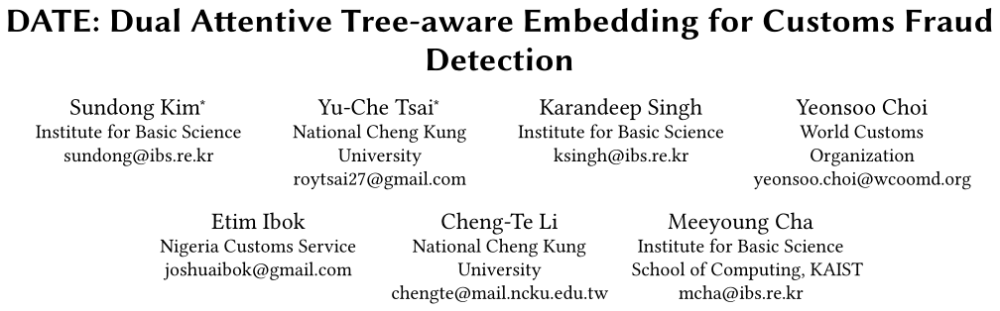 DATE: Dual Attentive Tree-aware Embedding for Customs Fraud
Detection
Sundong Kim*
Institute for Basic Science
sundong@ibs.re.kr
Yu-Che Tsai*
National Cheng Kung
University
roytsai27@gmail.com
Karandeep Singh
Institute for Basic Science
ksingh@ibs.re.kr
Yeonsoo Choi
World Customs
Organization
yeonsoo.choi@wcoomd.org
Etim Ibok
Nigeria Customs Service
joshuaibok@gmail.com
Cheng-Te Li
National Cheng Kung
University
chengte@mail.ncku.edu.tw
Meeyoung Cha
Institute for Basic Science
School of Computing, KAIST
mcha@ibs.re.kr